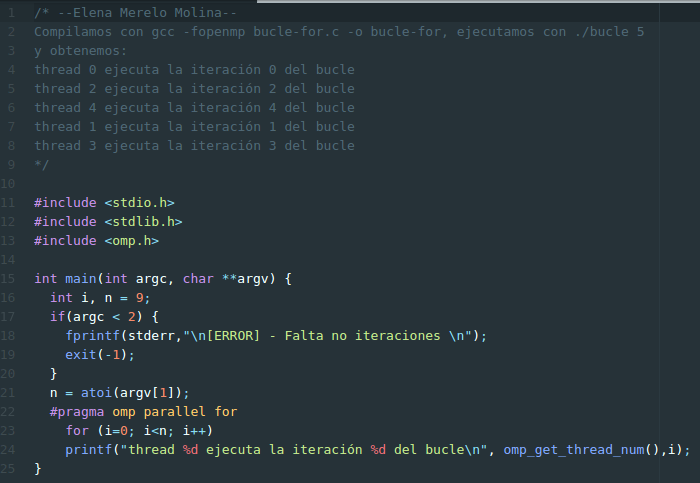 1 /* --Elena Merelo Molina--
2 Compilamos con gcc -fopenmp bucle-for.c -o bucle-for, ejecutamos con ./bucle 5
3 y obtenemos:
4 thread 0 ejecuta la iteración 0 del bucle
5 thread 2 ejecuta la iteración 2 del bucle
6 thread 4 ejecuta la iteración 4 del bucle
7 thread 1 ejecuta la iteración 1 del bucle
8 thread 3 ejecuta la iteración 3 del bucle
9 */
10
11 #include <stdio.h>
12 #include <stdlib.h>
13 #include <omp.h>
14
15 int main(int argc, char **argv) {
16   int i, n = 9;
17   if(argc < 2) {
18     fprintf(stderr,"\n[ERROR] - Falta no iteraciones \n");
19     exit(-1);
20   }
21   n = atoi(argv[1]);
22   #pragma omp parallel for
23     for (i=0; i<n; i++)
24     printf("thread %d ejecuta la iteración %d del bucle\n", omp_get_thread_num(),i);
25 }